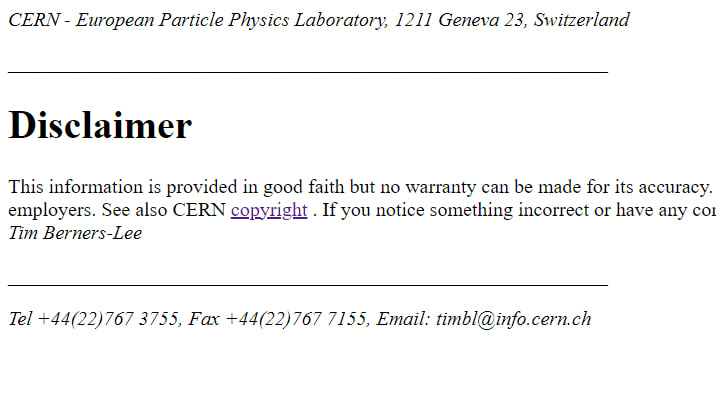 CERN - European Particle Physics Laboratory, 1211 Geneva 23, Switzerland
Disclaimer
This information is provided in good faith but no warranty can be made for its accuracy.
employers. See also CERN copyright . If you notice something incorrect or have any
Tim Berners-Lee
Tel +44(22)767 3755, Fax +44(22)767 7155, Email: timbl@info.cern.ch